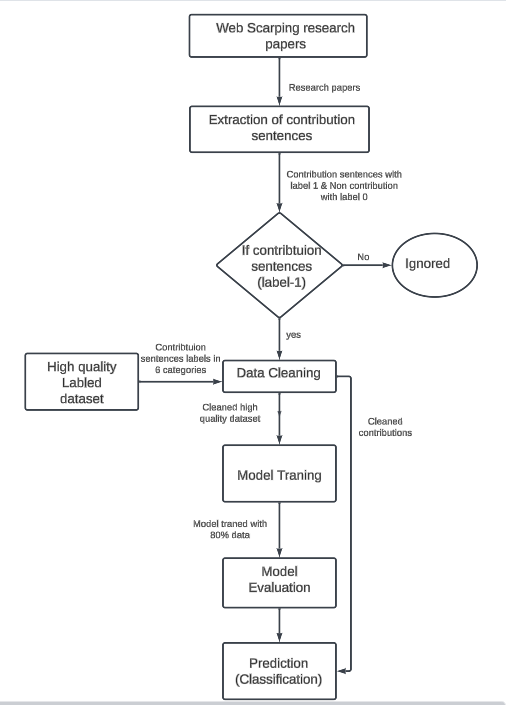 Web Scarping research
papers
Research papers
Extraction of contribution
sentences
Contribution sentences with
label 1 & Non contribution
with label 0
If contribtuion
sentences
(label-1)
No
Ignored
yes
Contribtuion
sentences labels in
6 categories
High quality
Labled
dataset
Data Cleaning
Cleaned high
quality dataset
Cleaned
contributions
Model Traning
Model traned with
80% data
Model
Evaluation
Prediction
(Classification)